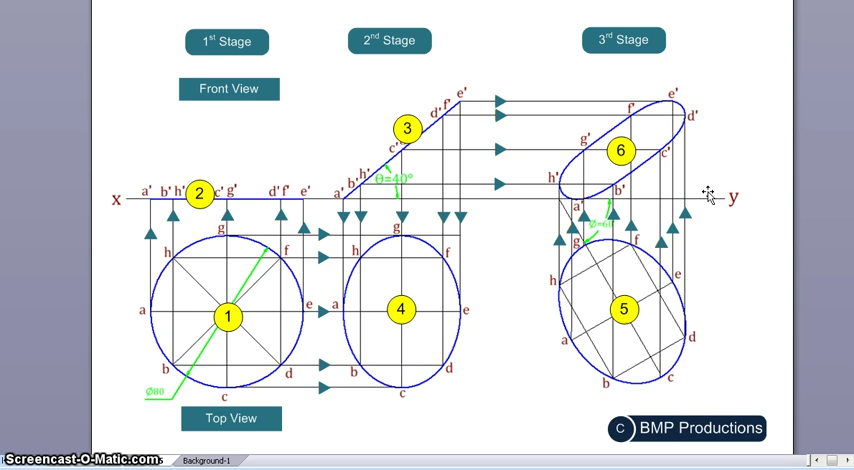 1st Stage
2nd Stage
3rd Stage
Front View
x
a' b' h' c' g' d' f' e'
2
a' b' h' c' d' f' e'
3
θ=40°
h' g' f' e' d' c' b' a'
6
Ø=60
y
a h g f e d c b
1
Ø80
a h g f e d c b
4
h g f e d c b a
5
Top View
C BMP Productions
Screencast-O-Matic.com
Background-1